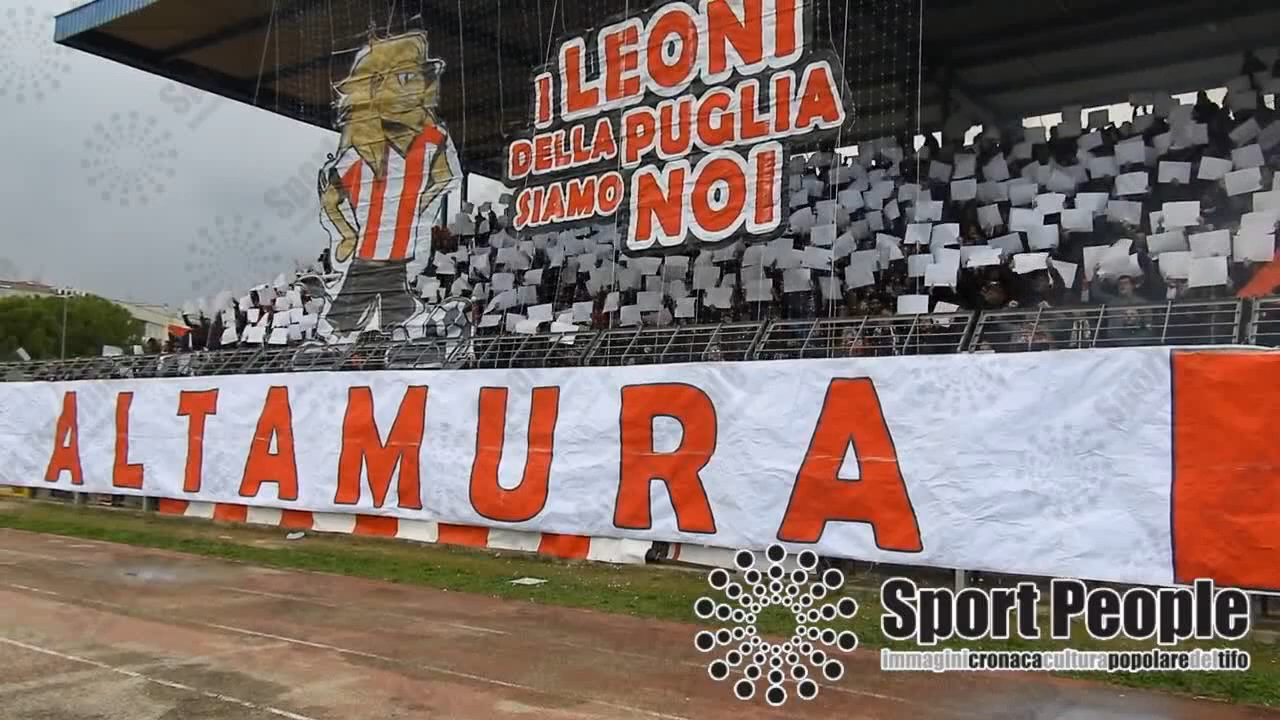 I LEONI
DELLA PUGLIA
SIAMO NOI
ALTAMURA
Sport People
immaginicronacaculturapopolaredeltifo